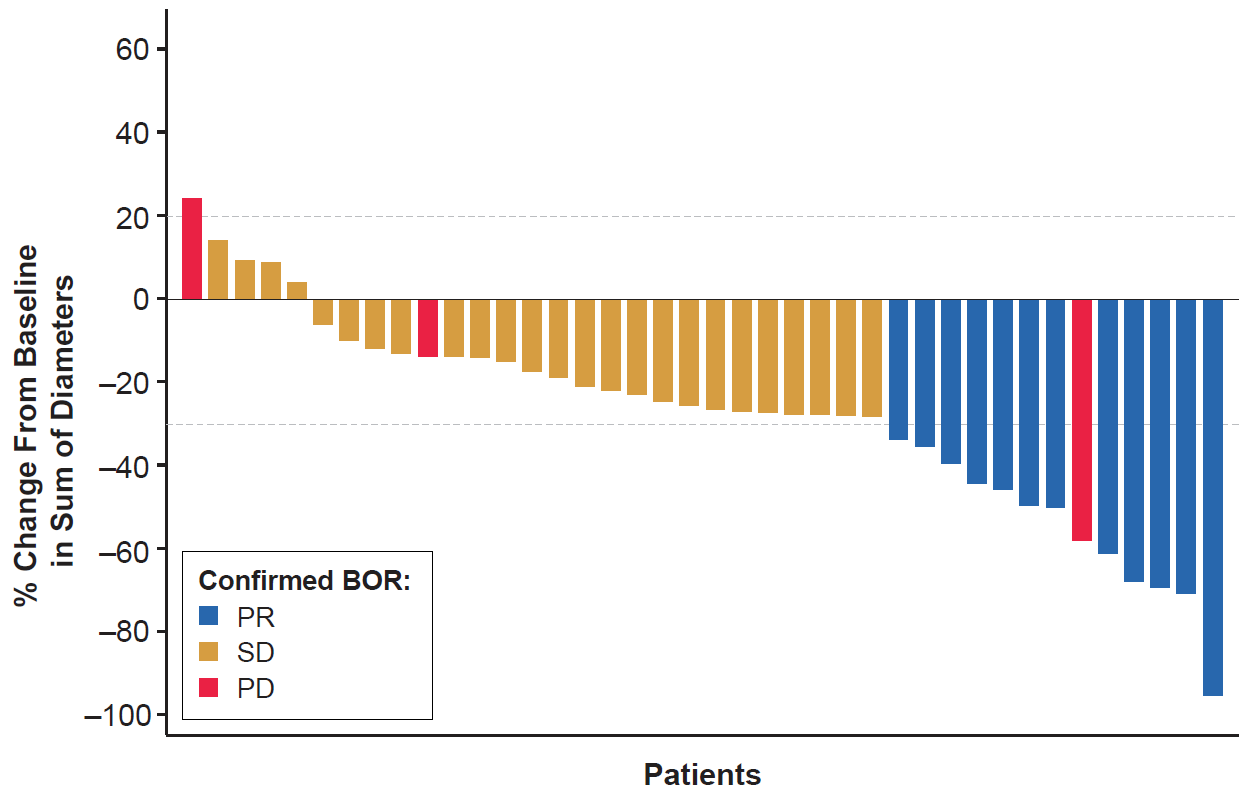 60
40
20
0
–20
–40
–60
–80
–100
% Change From Baseline
in Sum of Diameters
Confirmed BOR:
PR
SD
PD
Patients